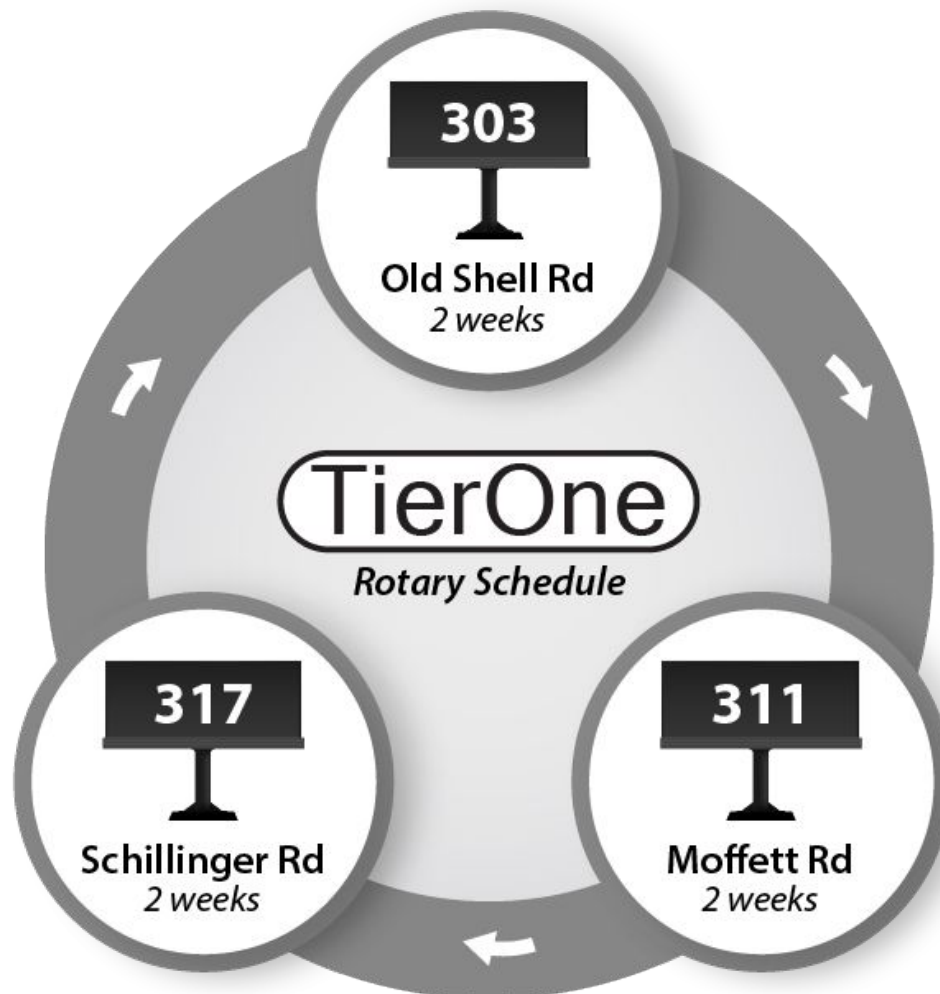 303
Old Shell Rd
2 weeks
TierOne
Rotary Schedule
317
Schillinger Rd
2 weeks
311
Moffett Rd
2 weeks